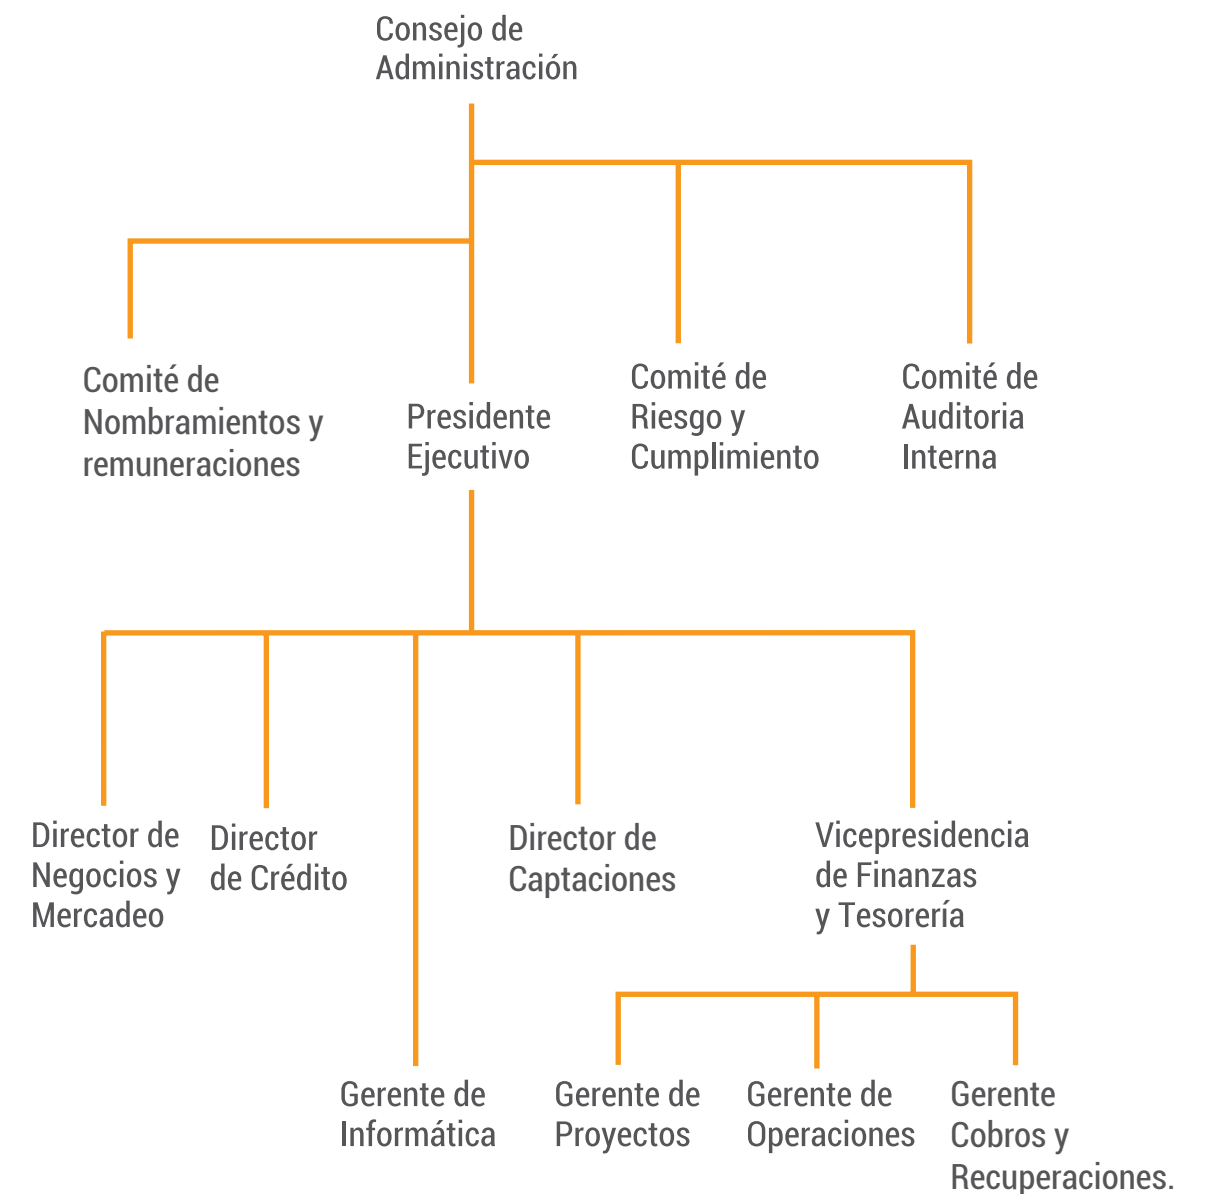 Consejo de
Administración
Comité de
Nombramientos y
remuneraciones
Presidente
Ejecutivo
Comité de
Riesgo y
Cumplimiento
Comité de
Auditoria
Interna
Director de
Negocios y
Mercadeo
Director
de Crédito
Director de
Captaciones
Vicepresidencia
de Finanzas
y Tesorería
Gerente de
Informática
Gerente de
Proyectos
Gerente de
Operaciones
Gerente
Cobros y
Recuperaciones.